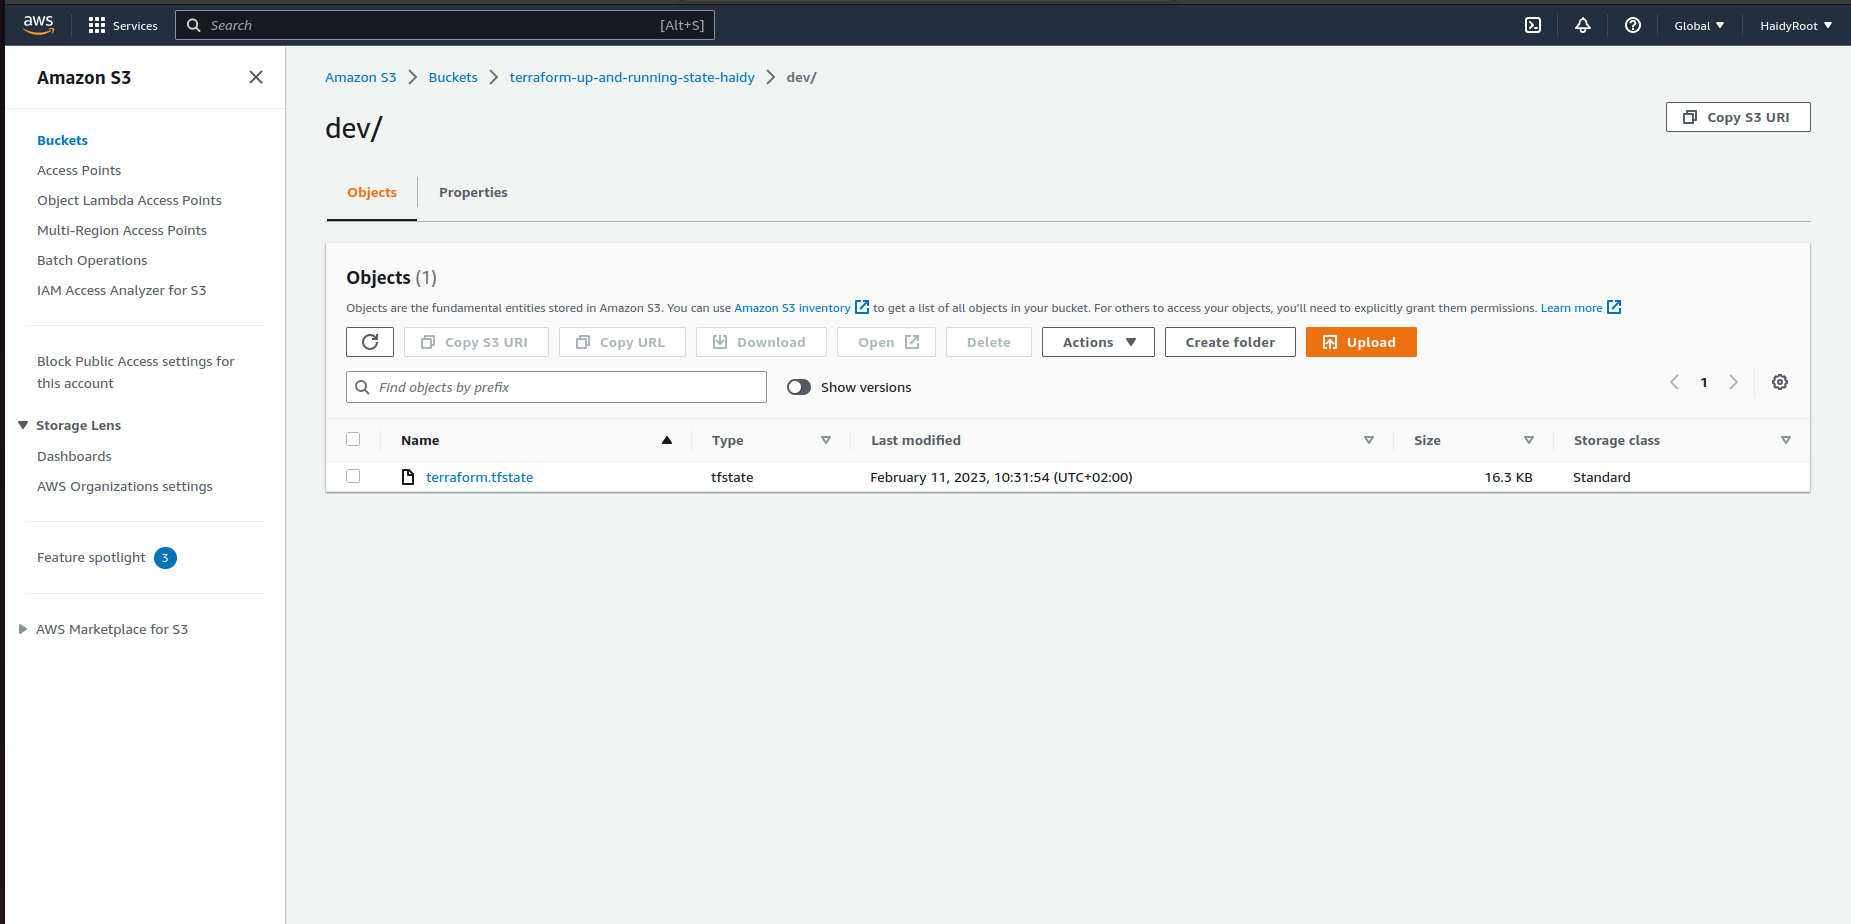 aws Services Search [Alt+S] Global HaidyRoot
Amazon S3
Buckets
Access Points
Object Lambda Access Points
Multi-Region Access Points
Batch Operations
IAM Access Analyzer for S3
Block Public Access settings for
this account
Storage Lens
Dashboards
AWS Organizations settings
Feature spotlight 3
AWS Marketplace for S3
Amazon S3 Buckets terraform-up-and-running-state-haidy dev/
dev/
Copy S3 URI
Objects Properties
Objects (1)
Objects are the fundamental entities stored in Amazon S3. You can use Amazon S3 inventory to get a list of all objects in your bucket. For others to access your objects, you'll need to explicitly grant them permissions. Learn more
Copy S3 URI Copy URL Download Open Delete Actions Create folder Upload
Find objects by prefix Show versions 1
Name Type Last modified Size Storage class
terraform.tfstate tfstate February 11, 2023, 10:31:54 (UTC+02:00) 16.3 KB Standard